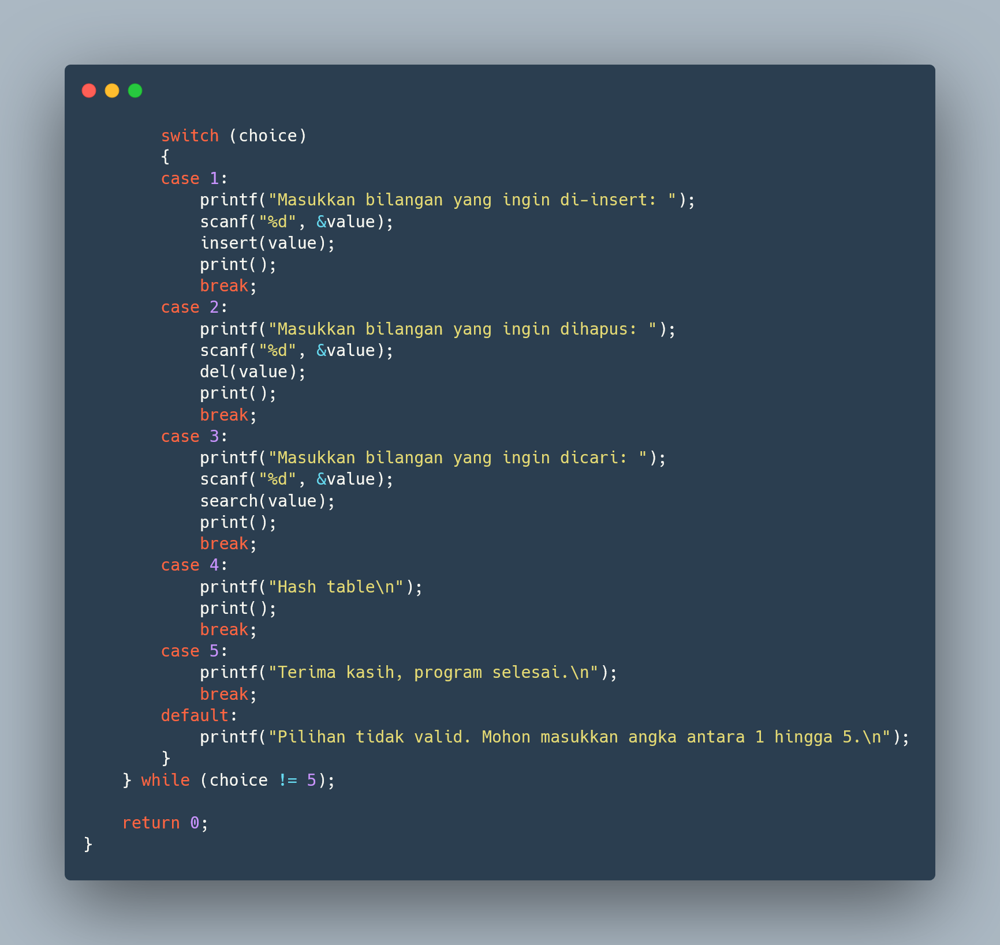 switch (choice)
        {
        case 1:
            printf("Masukkan bilangan yang ingin di-insert: ");
            scanf("%d", &value);
            insert(value);
            print();
            break;
        case 2:
            printf("Masukkan bilangan yang ingin dihapus: ");
            scanf("%d", &value);
            del(value);
            print();
            break;
        case 3:
            printf("Masukkan bilangan yang ingin dicari: ");
            scanf("%d", &value);
            search(value);
            print();
            break;
        case 4:
            printf("Hash table\n");
            print();
            break;
        case 5:
            printf("Terima kasih, program selesai.\n");
            break;
        default:
            printf("Pilihan tidak valid. Mohon masukkan angka antara 1 hingga 5.\n");
        }
    } while (choice != 5);

    return 0;
}